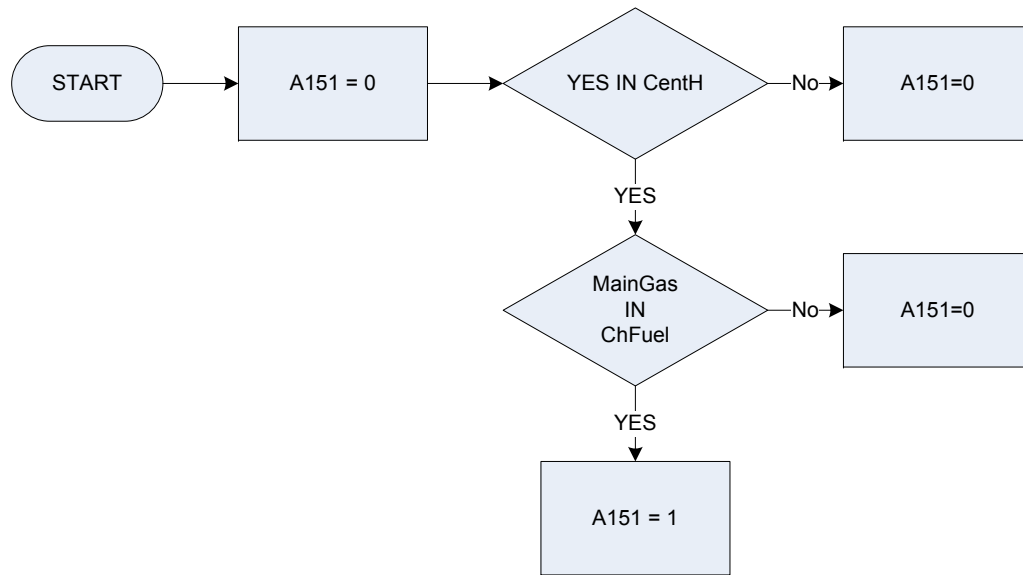 START
A151 = 0
YES IN CentH
No
A151=0
YES
MainGas
IN
ChFuel
No
A151=0
YES
A151 = 1